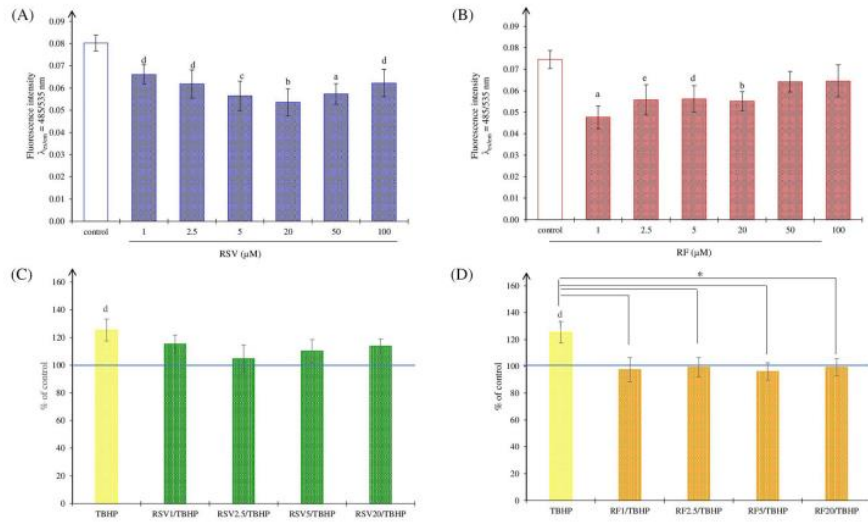 (A)
Fluorescence intensity
λex/em = 485/535 nm
0.09
0.08
0.07
0.06
0.05
0.04
0.03
0.02
0.01
0.00
d
d
c
b
a
d
control
1
2.5
5
20
50
100
RSV (µM)
(B)
Fluorescence intensity
λex/em = 485/535 nm
0.09
0.08
0.07
0.06
0.05
0.04
0.03
0.02
0.01
0.00
a
e
d
b
control
1
2.5
5
20
50
100
RF (µM)
(C)
% of control
160
140
120
100
80
60
40
20
0
d
TBHP
RSV1/TBHP
RSV2.5/TBHP
RSV5/TBHP
RSV20/TBHP
(D)
% of control
160
140
120
100
80
60
40
20
0
*
d
TBHP
RF1/TBHP
RF2.5/TBHP
RF5/TBHP
RF20/TBHP